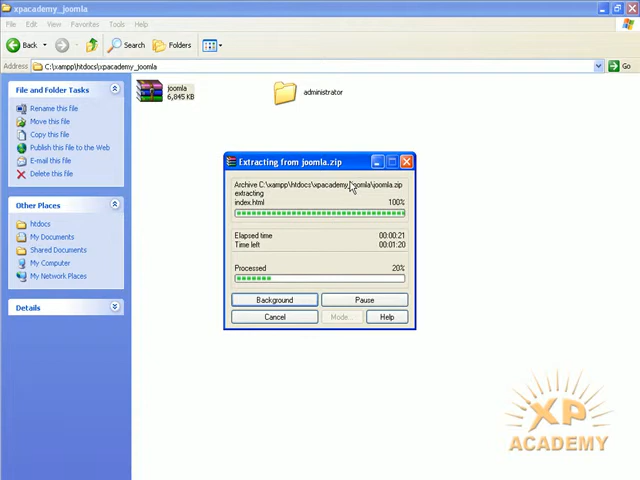 xpacademy_joomla
File Edit View Favorites Tools Help
Back Search Folders
Address C:\xampp\htdocs\xpacademy_joomla Go
File and Folder Tasks
Rename this file
Move this file
Copy this file
Publish this file to the Web
E-mail this file
Delete this file
Other Places
htdocs
My Documents
Shared Documents
My Computer
My Network Places
Details
joomla
6,845 KB
administrator
Extracting from joomla.zip
Archive C:\xampp\htdocs\xpacademy_joomla\joomla.zip
extracting
index.html 100%
Elapsed time 00:00:21
Time left 00:01:20
Processed 20%
Background Pause
Cancel Mode... Help
XP
ACADEMY